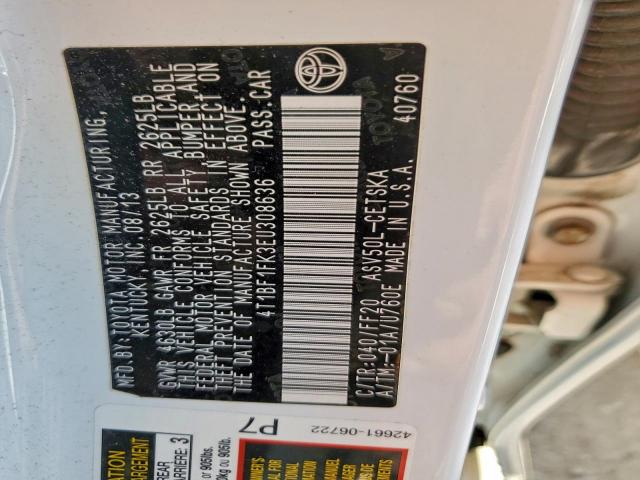 MFD.BY: TOYOTA MOTOR MANUFACTURING,
KENTUCKY, INC. 08/13
GVWR 4630LB GAWR FR 2625LB RR 2625LB
THIS VEHICLE CONFORMS TO ALL APPLICABLE
FEDERAL MOTOR VEHICLE SAFETY, BUMPER, AND
THEFT PREVENTION STANDARDS IN EFFECT ON
THE DATE OF MANUFACTURE SHOWN ABOVE.
4T1BF1FK3EU308636 PASS.CAR
C/TR:040/FF20 ASV50L-CETSKA
A/TM:-01A/U760E MADE IN U.S.A.
40760
TOYOTA
42661-06722
P7
REAR
ARRIERE: 3